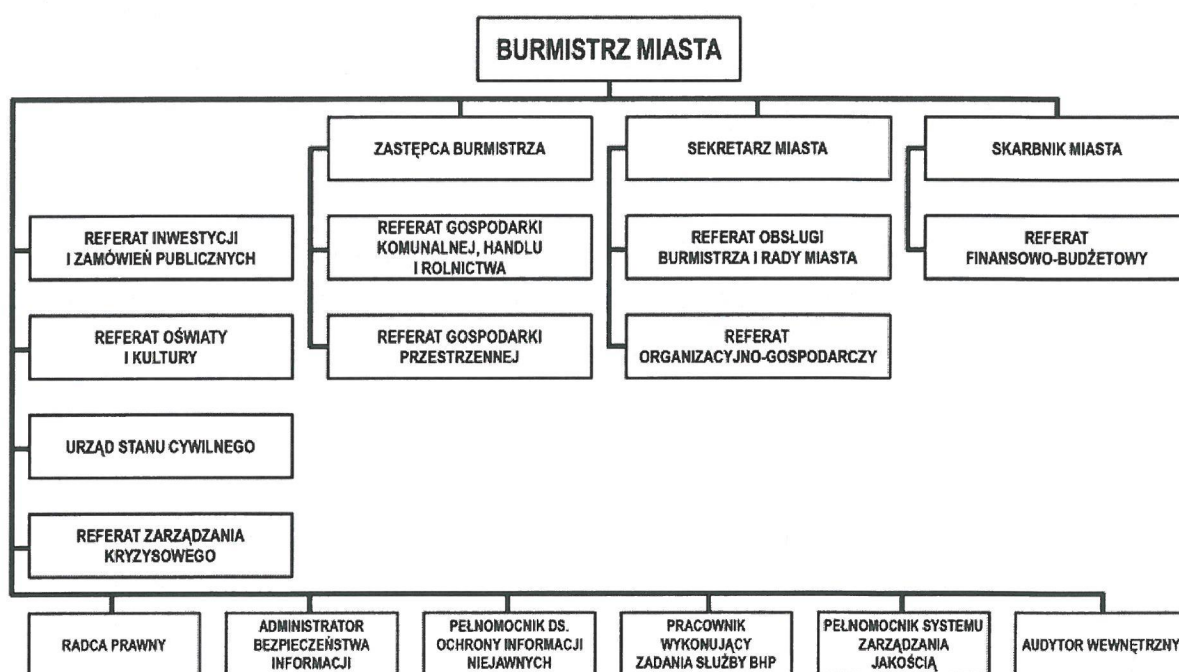 BURMISTRZ MIASTA
ZASTĘPCA BURMISTRZA
SEKRETARZ MIASTA
SKARBNIK MIASTA
REFERAT INWESTYCJI
I ZAMÓWIEŃ PUBLICZNYCH
REFERAT GOSPODARKI
KOMUNALNEJ, HANDLU
I ROLNICTWA
REFERAT OBSŁUGI
BURMISTRZA I RADY MIASTA
REFERAT
FINANSOWO-BUDŻETOWY
REFERAT OŚWIATY
I KULTURY
REFERAT GOSPODARKI
PRZESTRZENNEJ
REFERAT
ORGANIZACYJNO-GOSPODARCZY
URZĄD STANU CYWILNEGO
REFERAT ZARZĄDZANIA
KRYZYSOWEGO
RADCA PRAWNY
ADMINISTRATOR
BEZPIECZEŃSTWA
INFORMACJI
PEŁNOMOCNIK DS.
OCHRONY INFORMACJI
NIEJAWNYCH
PRACOWNIK
WYKONUJĄCY
ZADANIA SŁUŻBY BHP
PEŁNOMOCNIK SYSTEMU
ZARZĄDZANIA
JAKOŚCIĄ
AUDYTOR WEWNĘTRZNY